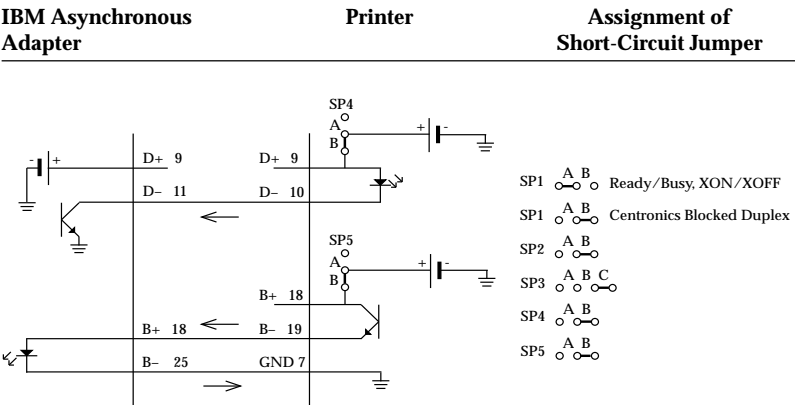 IBM Asynchronous Adapter
Printer
Assignment of Short-Circuit Jumper
SP4
A
B
+ -
- +
D+ 9
D+ 9
D– 11
D– 10
SP5
A
B
+ -
B+ 18
B+ 18
B– 19
B– 25
GND 7
SP1 A B Ready/Busy, XON/XOFF
SP1 A B Centronics Blocked Duplex
SP2 A B
SP3 A B C
SP4 A B
SP5 A B